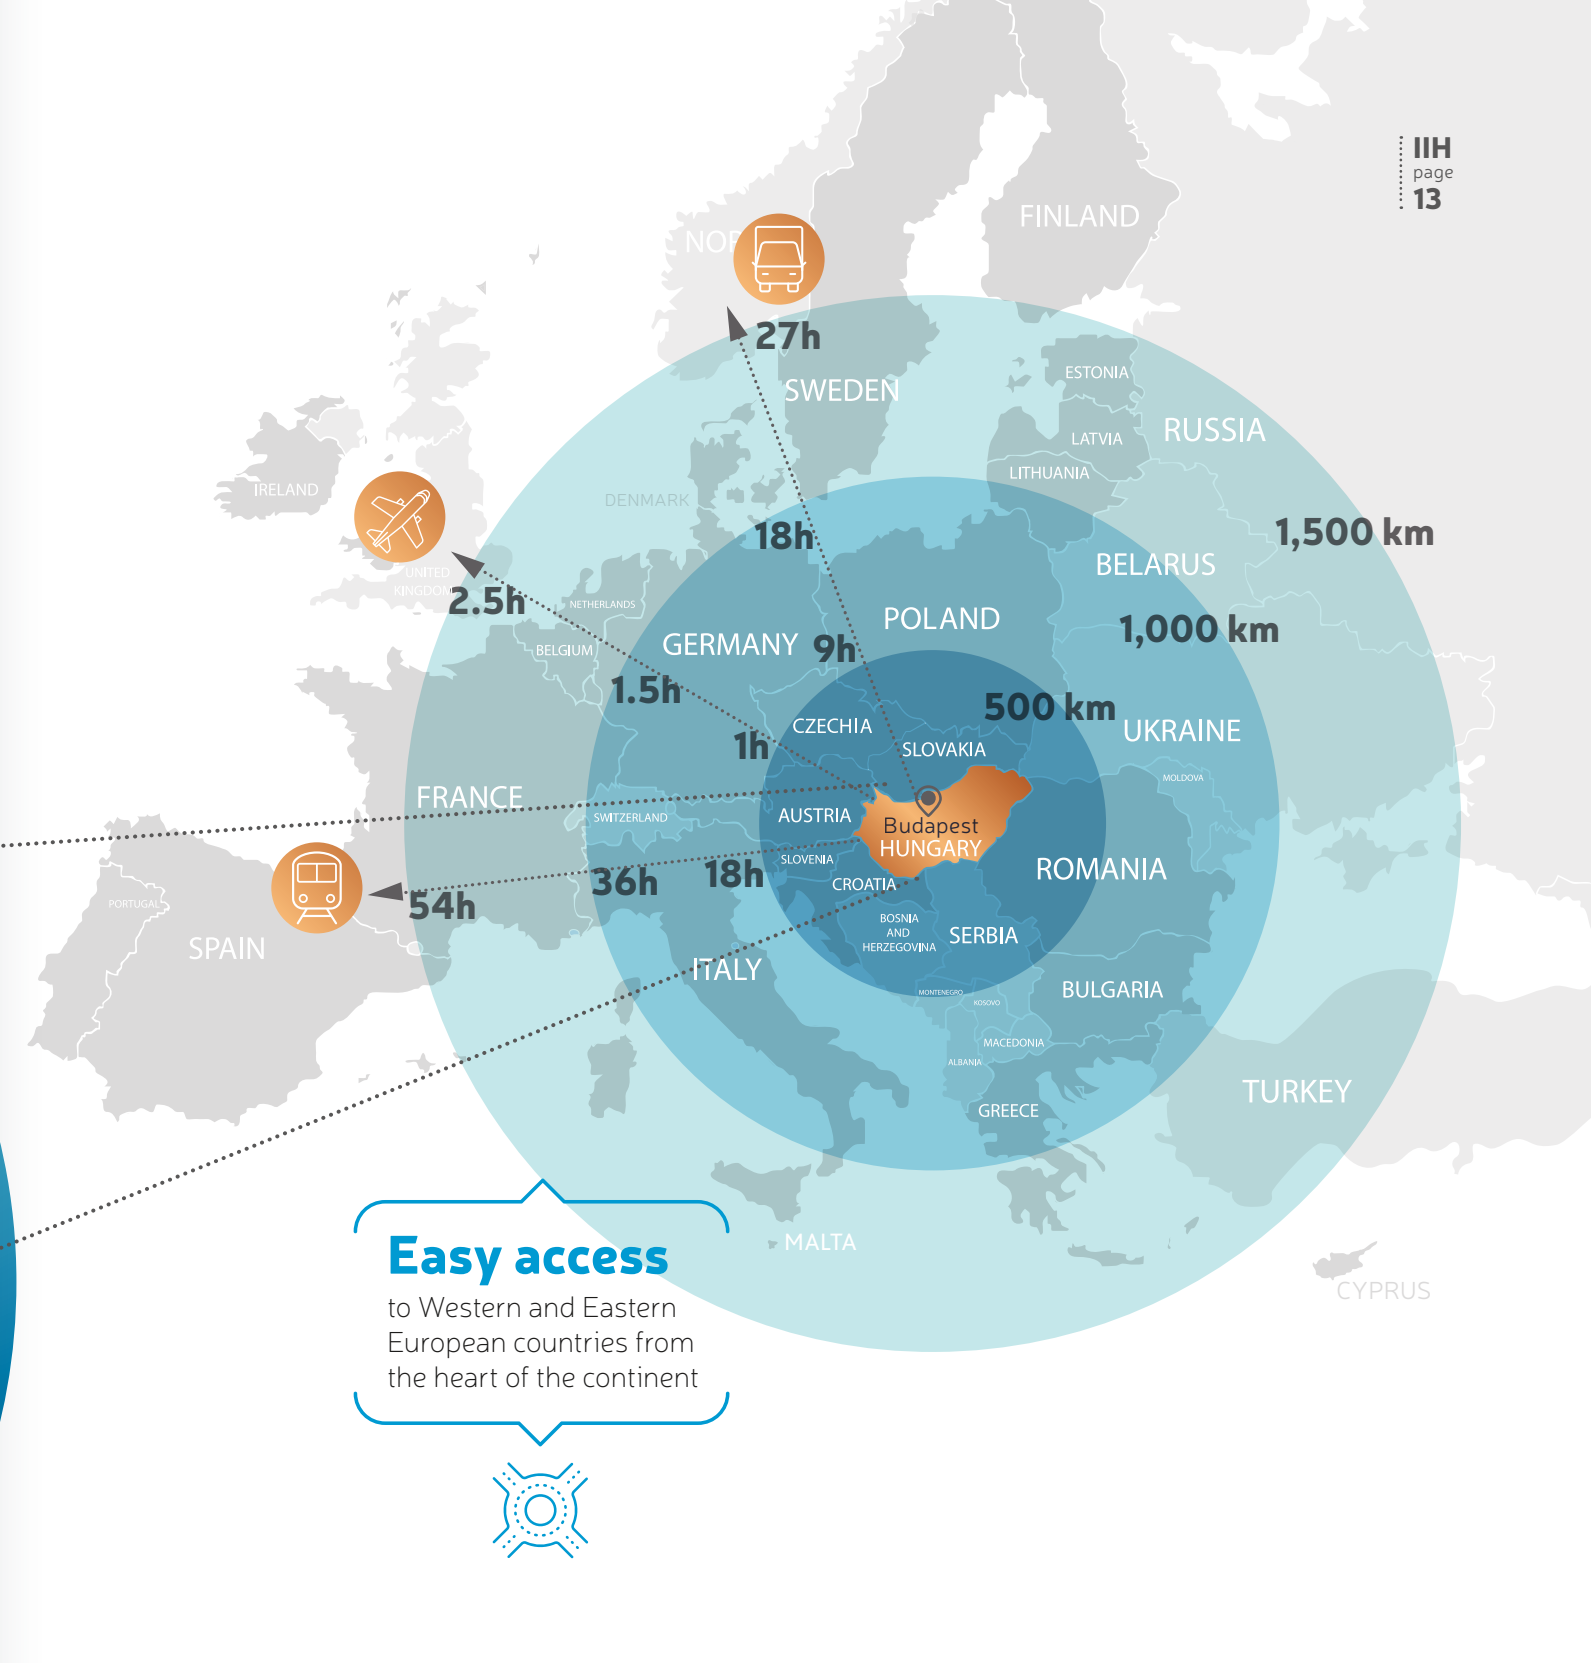 IIH
page
13
FINLAND
27h
SWEDEN
ESTONIA
RUSSIA
LATVIA
LITHUANIA
IRELAND
DENMARK
18h
1,500 km
BELARUS
UNITED
KINGDOM
2.5h
NETHERLANDS
POLAND
1,000 km
GERMANY
9h
BELGIUM
1.5h
500 km
CZECHIA
UKRAINE
1h
SLOVAKIA
MOLDOVA
FRANCE
SWITZERLAND
AUSTRIA
Budapest
HUNGARY
SLOVENIA
ROMANIA
36h
18h
CROATIA
54h
PORTUGAL
SPAIN
BOSNIA
AND
HERZEGOVINA
SERBIA
ITALY
MONTENEGRO
KOSOVO
BULGARIA
MACEDONIA
ALBANIA
TURKEY
GREECE
MALTA
CYPRUS
Easy access
to Western and Eastern
European countries from
the heart of the continent